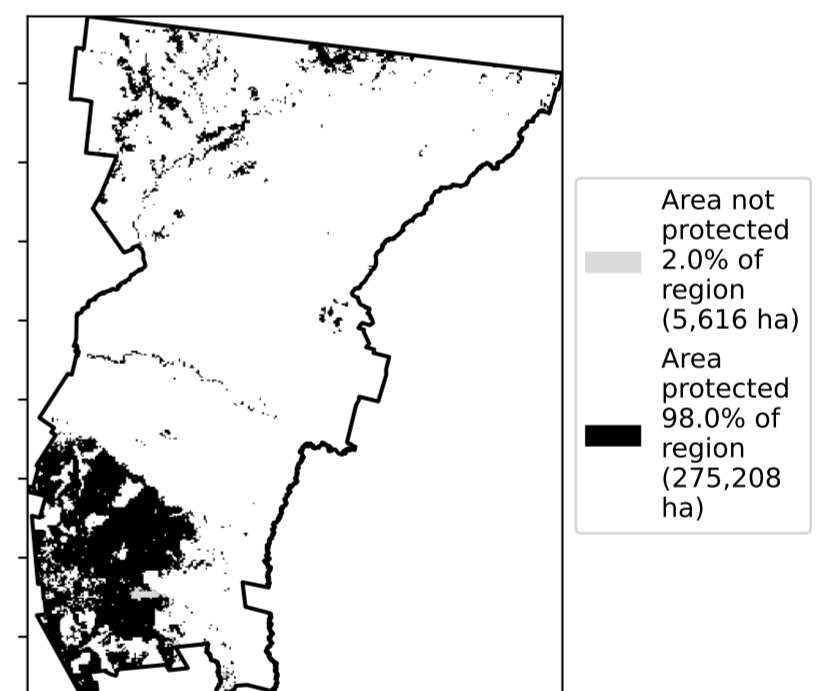 Area not
protected
2.0% of
region
(5,616 ha)
Area
protected
98.0% of
region
(275,208
ha)